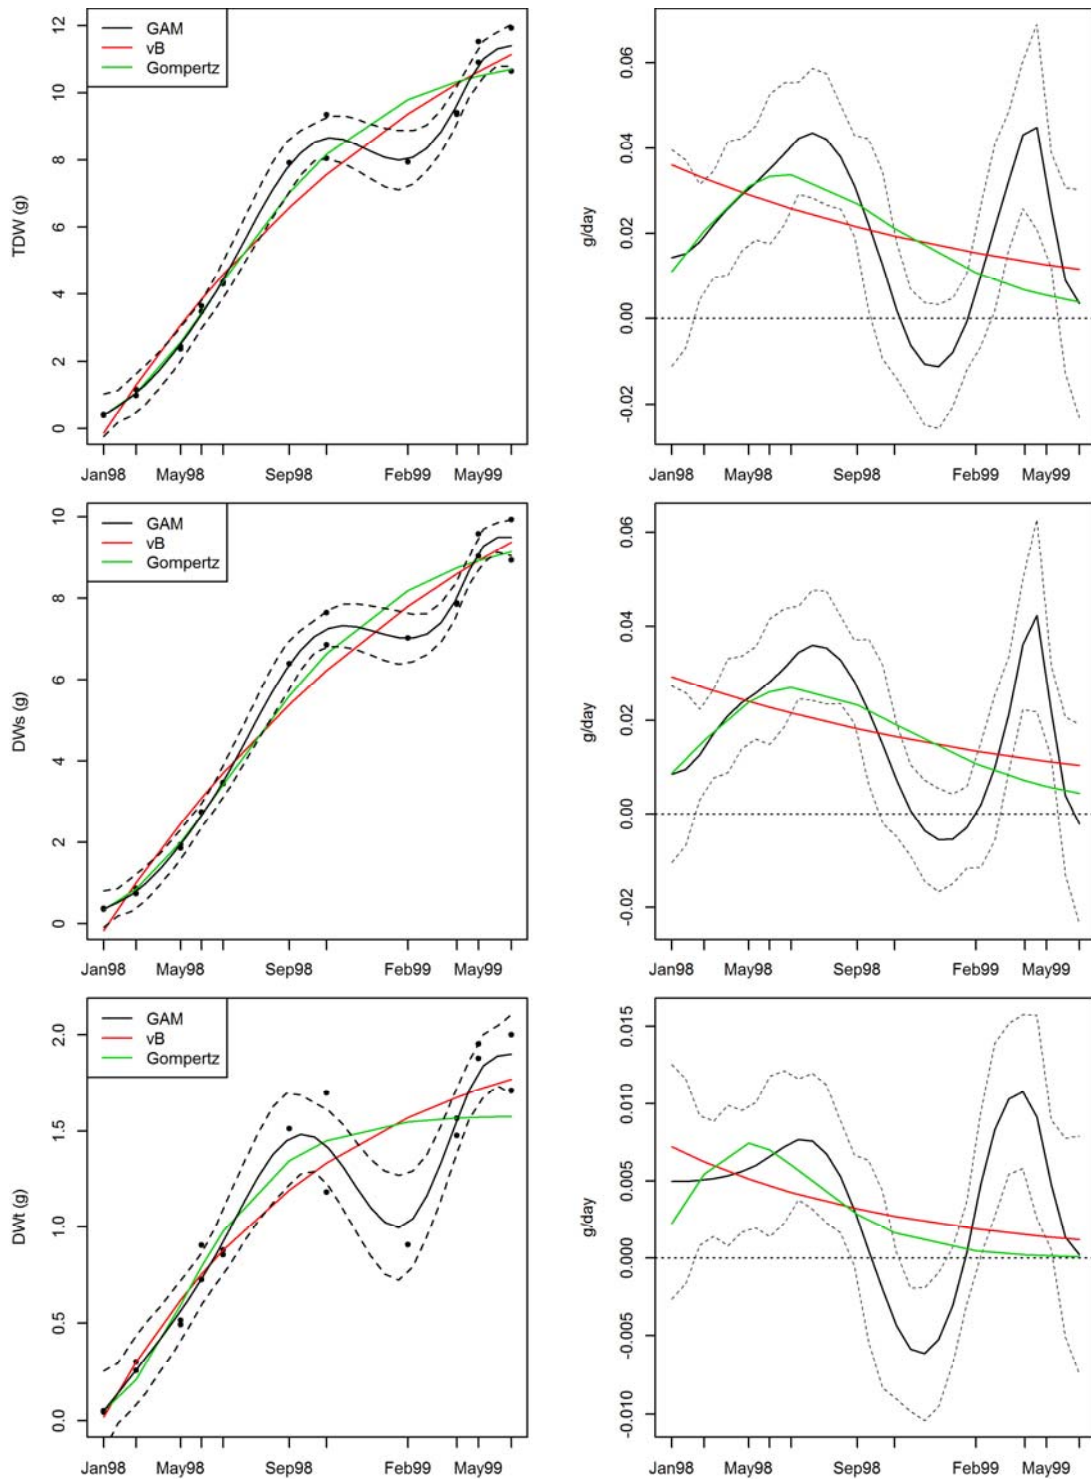 GAM
vB
Gompertz
TDW (g)
0 2 4 6 8 10 12
Jan98 May98 Sep98 Feb99 May99
g/day
-0.02 0.00 0.02 0.04 0.06
Jan98 May98 Sep98 Feb99 May99
GAM
vB
Gompertz
DWs (g)
0 2 4 6 8 10
Jan98 May98 Sep98 Feb99 May99
g/day
-0.02 0.00 0.02 0.04 0.06
Jan98 May98 Sep98 Feb99 May99
GAM
vB
Gompertz
DWt (g)
0.0 0.5 1.0 1.5 2.0
Jan98 May98 Sep98 Feb99 May99
g/day
-0.010 -0.005 0.000 0.005 0.010 0.015
Jan98 May98 Sep98 Feb99 May99